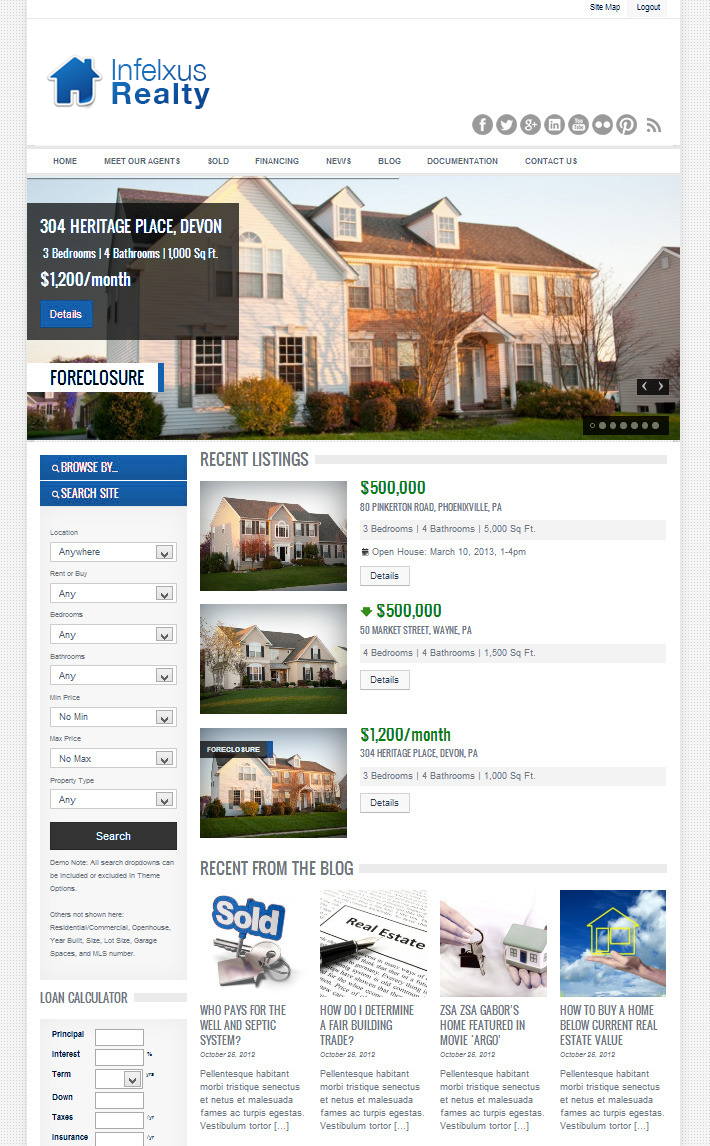 Site Map
Logout
Infelxus
Realty
HOME
MEET OUR AGENTS
SOLD
FINANCING
NEWS
BLOG
DOCUMENTATION
CONTACT US
304 HERITAGE PLACE, DEVON
3 Bedrooms | 4 Bathrooms | 1,000 Sq Ft.
$1,200/month
Details
FORECLOSURE
BROWSE BY...
SEARCH SITE
Location
Anywhere
Rent or Buy
Any
Bedrooms
Any
Bathrooms
Any
Min Price
No Min
Max Price
No Max
Property Type
Any
Search
Demo Note: All search dropdowns can
be included or excluded in Theme
Options.
Others not shown here:
Residential/Commercial, Openhouse,
Year Built, Size, Lot Size, Garage
Spaces, and MLS number.
LOAN CALCULATOR
Principal
Interest
%
Term
yrs
Down
Taxes
/yr
Insurance
/yr
RECENT LISTINGS
$500,000
80 PINKERTON ROAD, PHOENIXVILLE, PA
3 Bedrooms | 4 Bathrooms | 5,000 Sq Ft.
Open House: March 10, 2013, 1-4pm
Details
$500,000
50 MARKET STREET, WAYNE, PA
4 Bedrooms | 4 Bathrooms | 1,500 Sq Ft.
Details
FORECLOSURE
$1,200/month
304 HERITAGE PLACE, DEVON, PA
3 Bedrooms | 4 Bathrooms | 1,000 Sq Ft.
Details
RECENT FROM THE BLOG
Sold
WHO PAYS FOR THE
WELL AND SEPTIC
SYSTEM?
October 26, 2012
Pellentesque habitant
morbi tristique senectus
et netus et malesuada
fames ac turpis egestas.
Vestibulum tortor [...]
Real Estate
HOW DO I DETERMINE
A FAIR BUILDING
TRADE?
October 26, 2012
Pellentesque habitant
morbi tristique senectus
et netus et malesuada
fames ac turpis egestas.
Vestibulum tortor [...]
ZSA ZSA GABOR'S
HOME FEATURED IN
MOVIE 'ARGO'
October 26, 2012
Pellentesque habitant
morbi tristique senectus
et netus et malesuada
fames ac turpis egestas.
Vestibulum tortor [...]
HOW TO BUY A HOME
BELOW CURRENT REAL
ESTATE VALUE
October 26, 2012
Pellentesque habitant
morbi tristique senectus
et netus et malesuada
fames ac turpis egestas.
Vestibulum tortor [...]